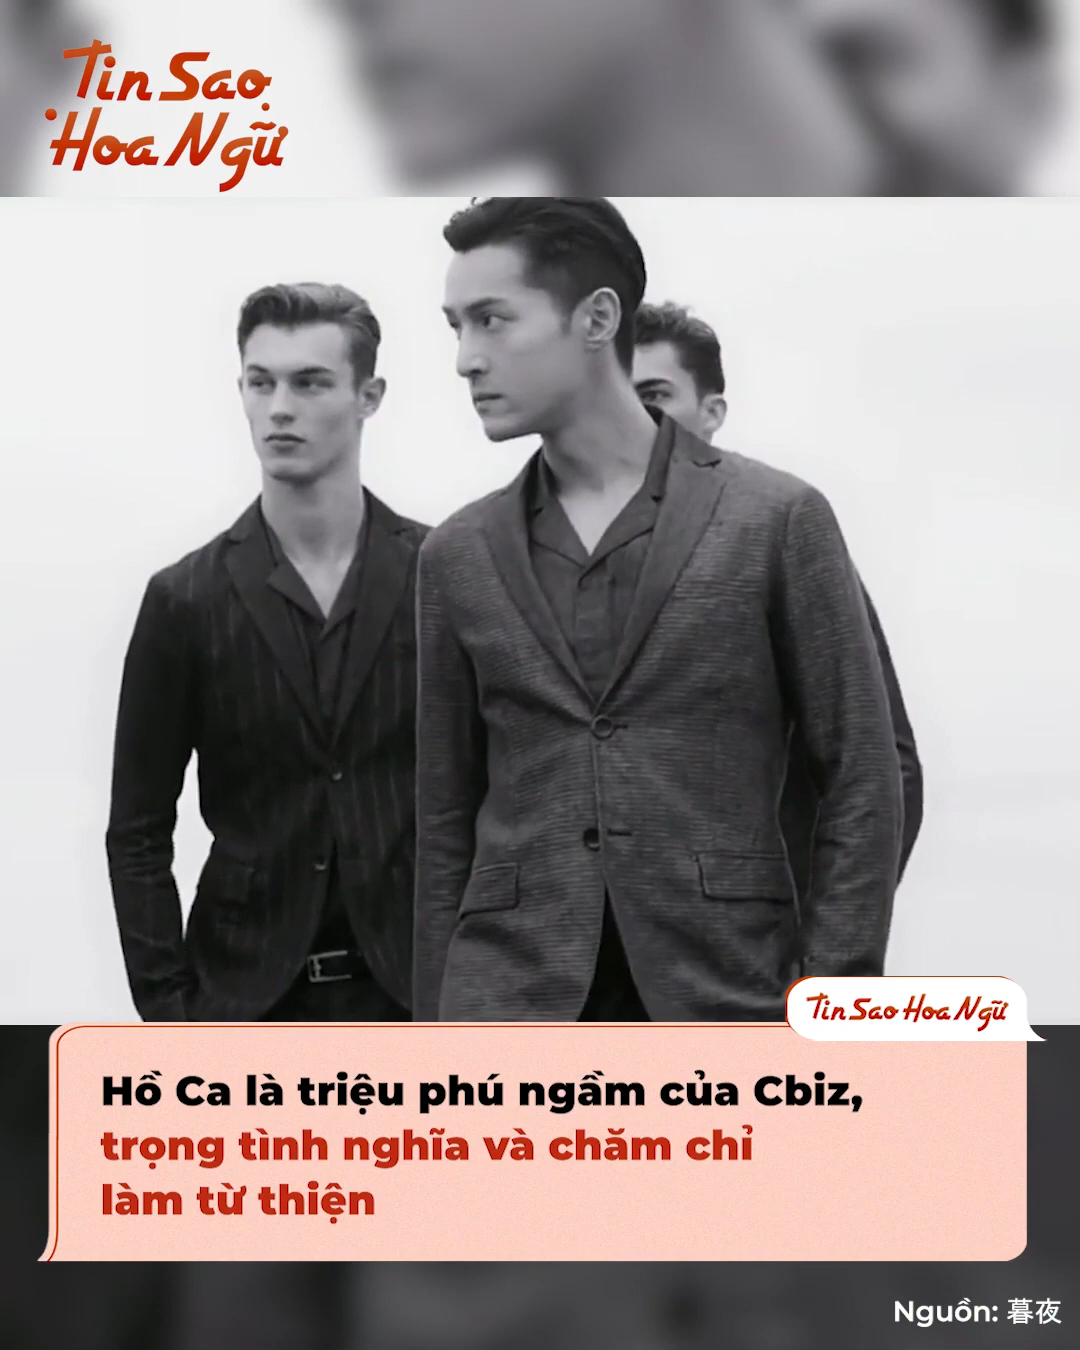 Tin Sao
Hoa Ngữ
Tin Sao Hoa Ngữ
Hồ Ca là triệu phú ngầm của Cbiz,
trọng tình nghĩa và chăm chỉ
làm từ thiện
Nguồn: 暮夜